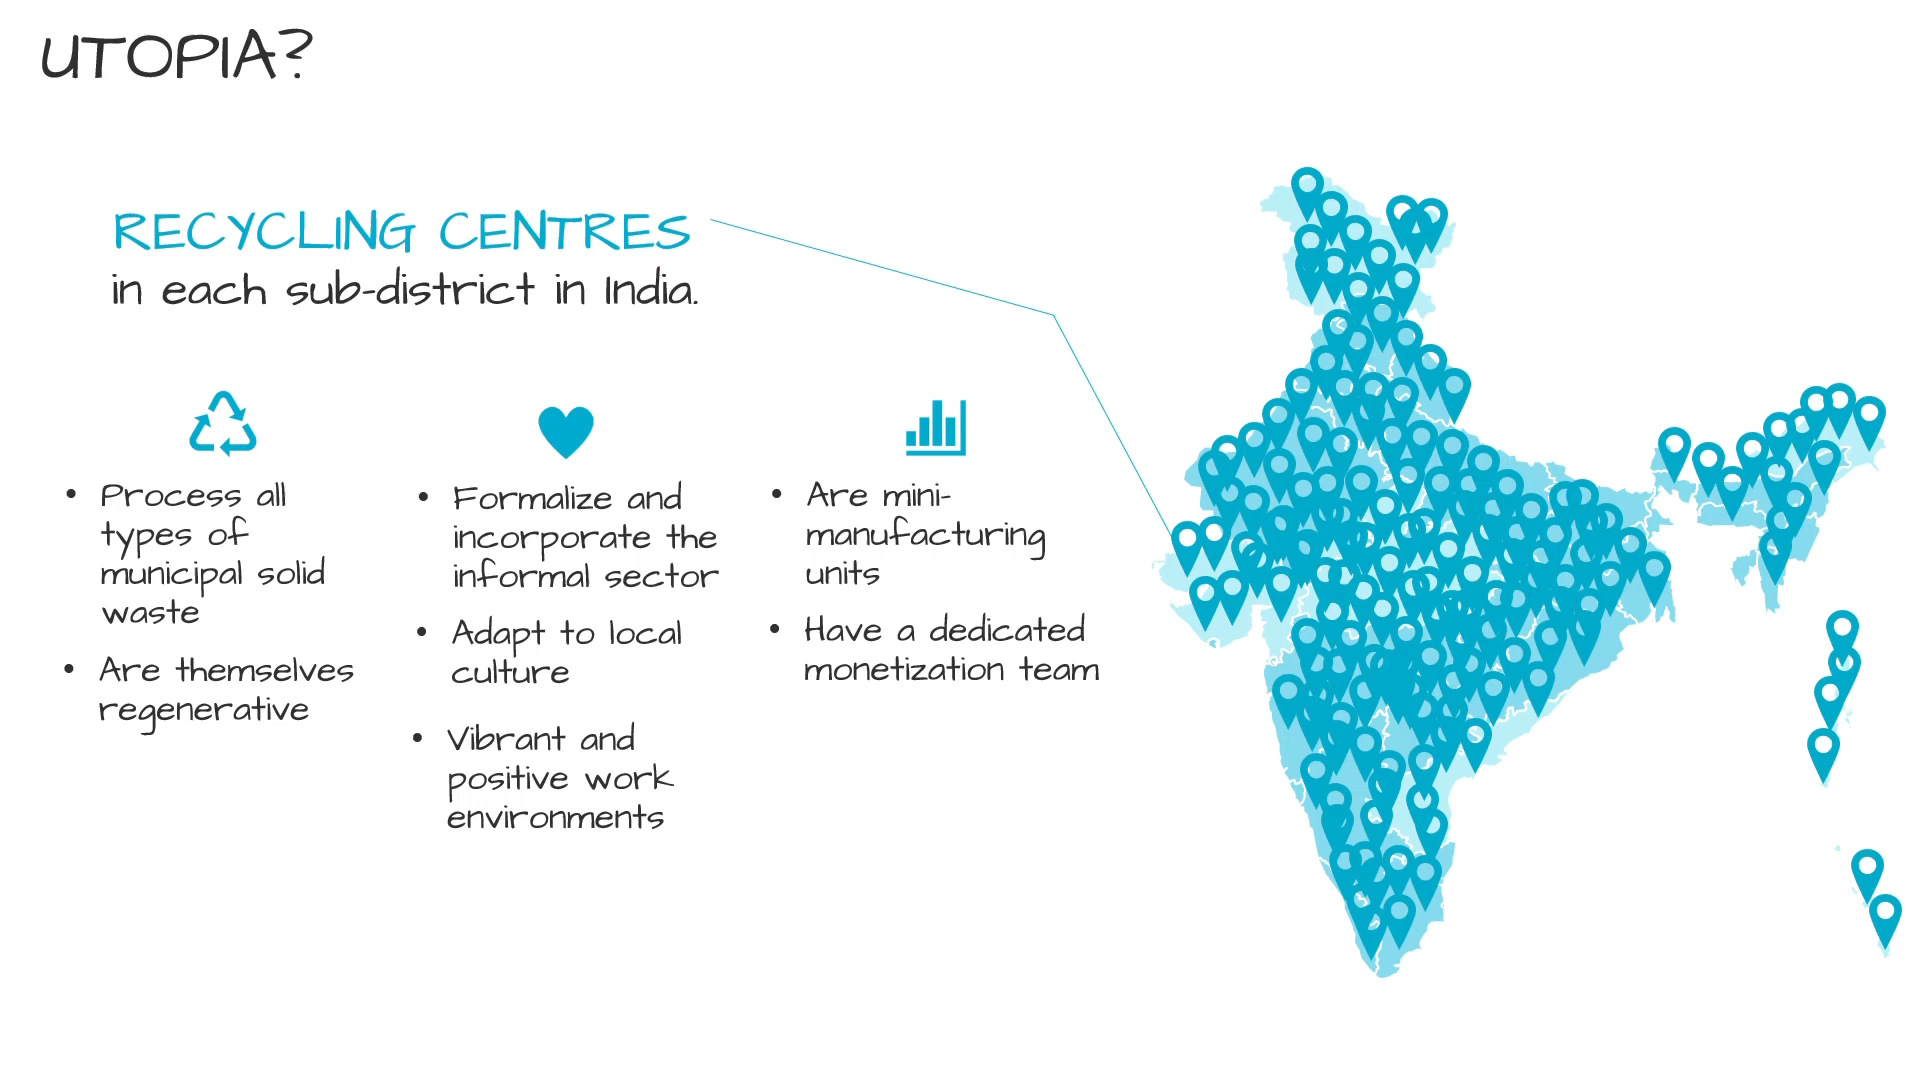 UTOPIA?
RECYCLING CENTRES
in each sub-district in India.
• Process all
types of
municipal solid
waste
• Are themselves
regenerative
• Formalize and
incorporate the
informal sector
• Adapt to local
culture
• Vibrant and
positive work
environments
• Are mini-
manufacturing
units
• Have a dedicated
monetization team